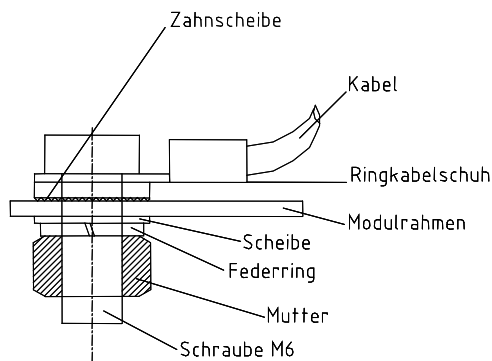 Zahnscheibe
Kabel
Ringkabelschuh
Modulrahmen
Scheibe
Federring
Mutter
Schraube M6